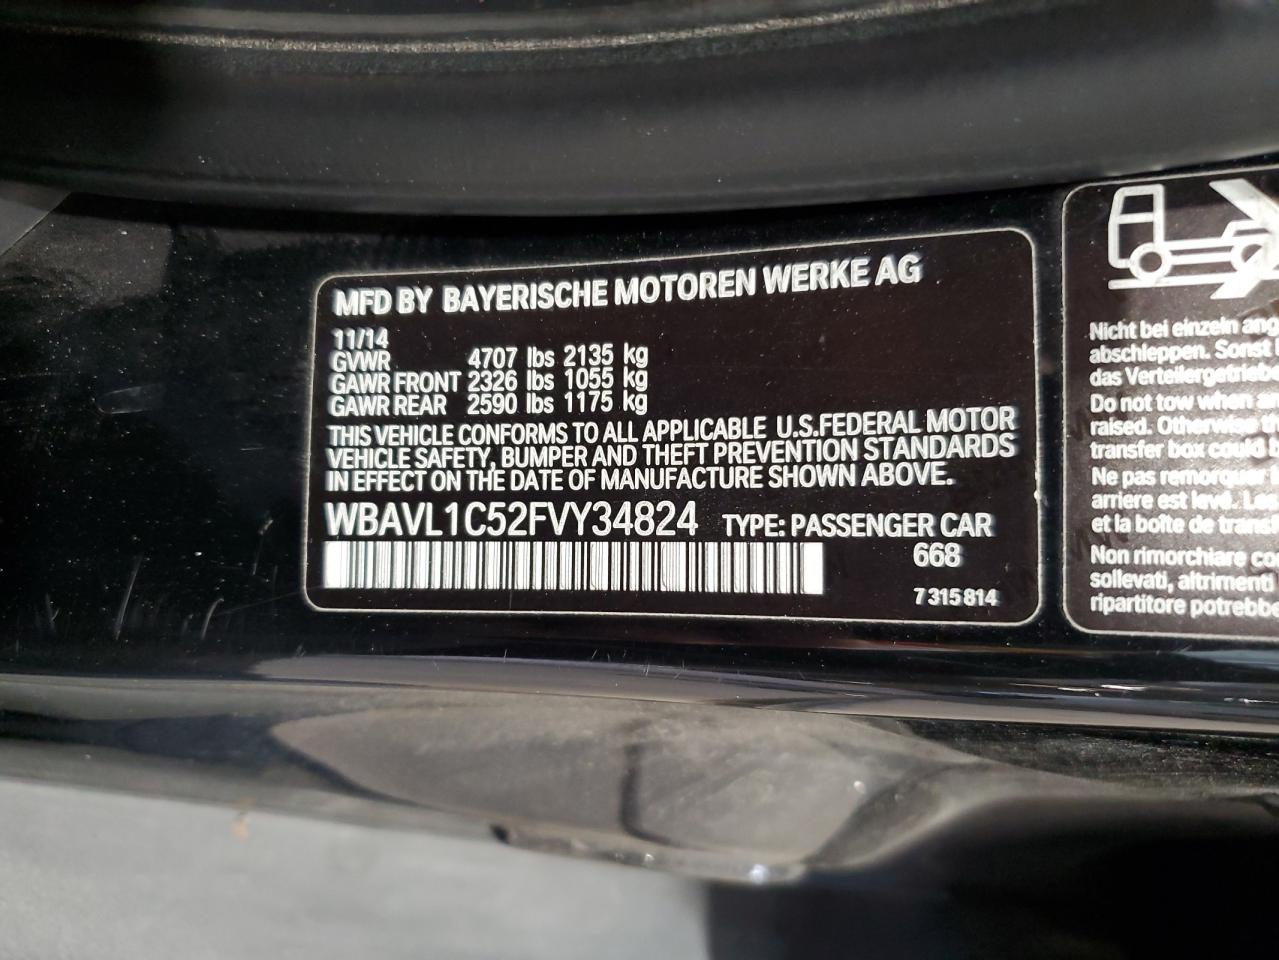 MFD BY BAYERISCHE MOTOREN WERKE AG
11/14
GVWR 4707 lbs 2135 kg
GAWR FRONT 2326 lbs 1055 kg
GAWR REAR 2590 lbs 1175 kg
THIS VEHICLE CONFORMS TO ALL APPLICABLE U.S.FEDERAL MOTOR
VEHICLE SAFETY, BUMPER AND THEFT PREVENTION STANDARDS
IN EFFECT ON THE DATE OF MANUFACTURE SHOWN ABOVE.
WBAVL1C52FVY34824 TYPE: PASSENGER CAR
668
7 315 814
Nicht bei einzeln ang
abschleppen. Sonst
das Verteilergetriebe
Do not tow when
raised. Otherwise
transfer box could
Ne pas remorquer
arriere est levé.
et la boîte de transf
Non rimorchiare
sollevati, altrimenti
ripartitore potrebbe